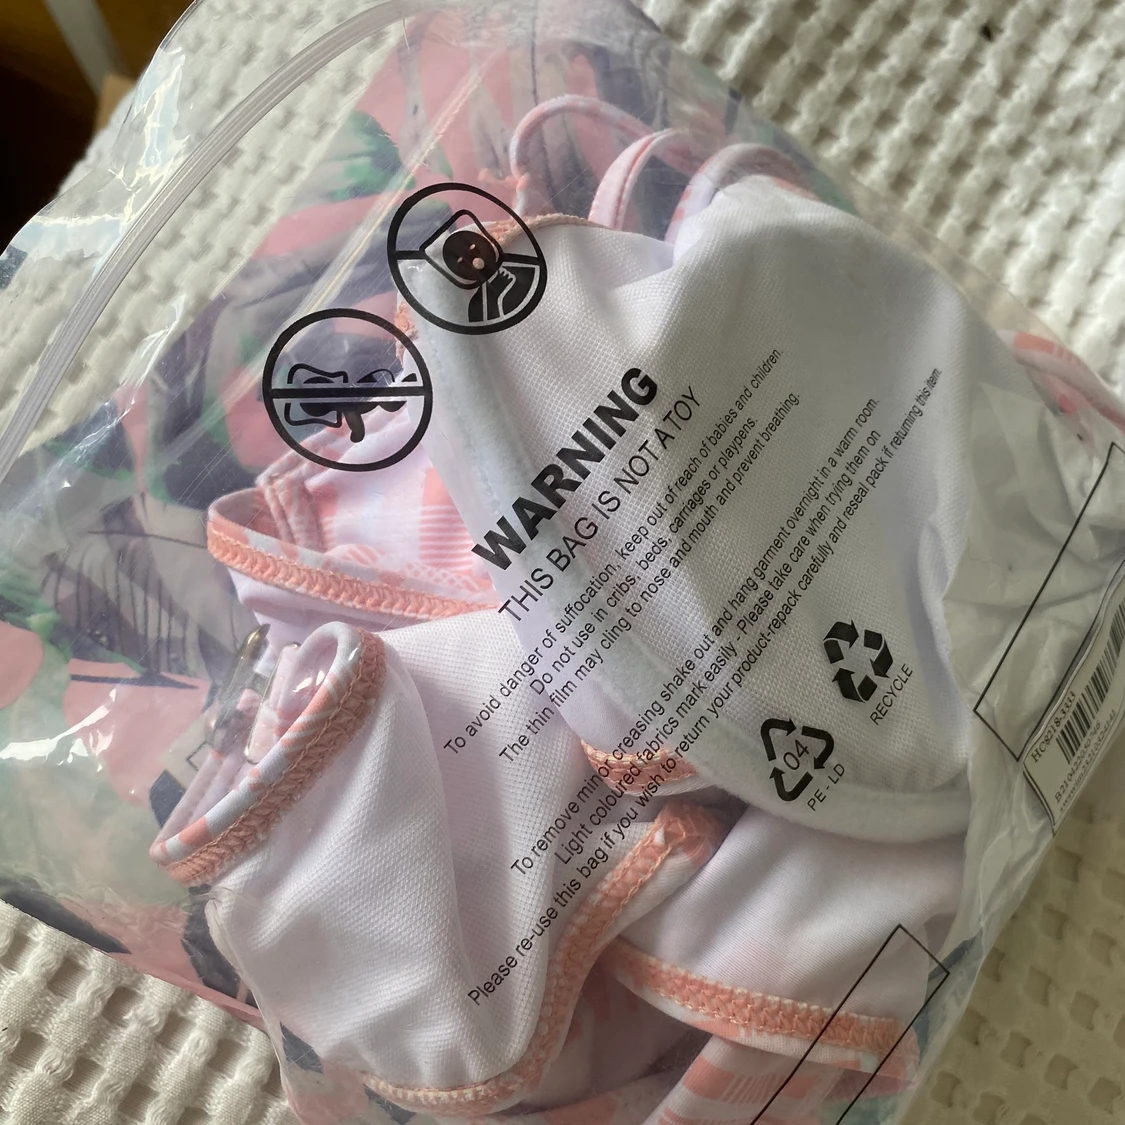 WARNING
THIS BAG IS NOT A TOY
To avoid danger of suffocation, keep out of reach of babies and children.
Do not use in cribs, beds, carriages or playpens.
The thin film may cling to nose and mouth and prevent breathing.
To remove minor creasing shake out and hang garment overnight in a warm room.
Light coloured fabrics mark easily - Please take care when trying them on
Please re-use this bag if you wish to return your product-repack carefully and reseal pack if returning this item.
RECYCLE
04
PE - LD